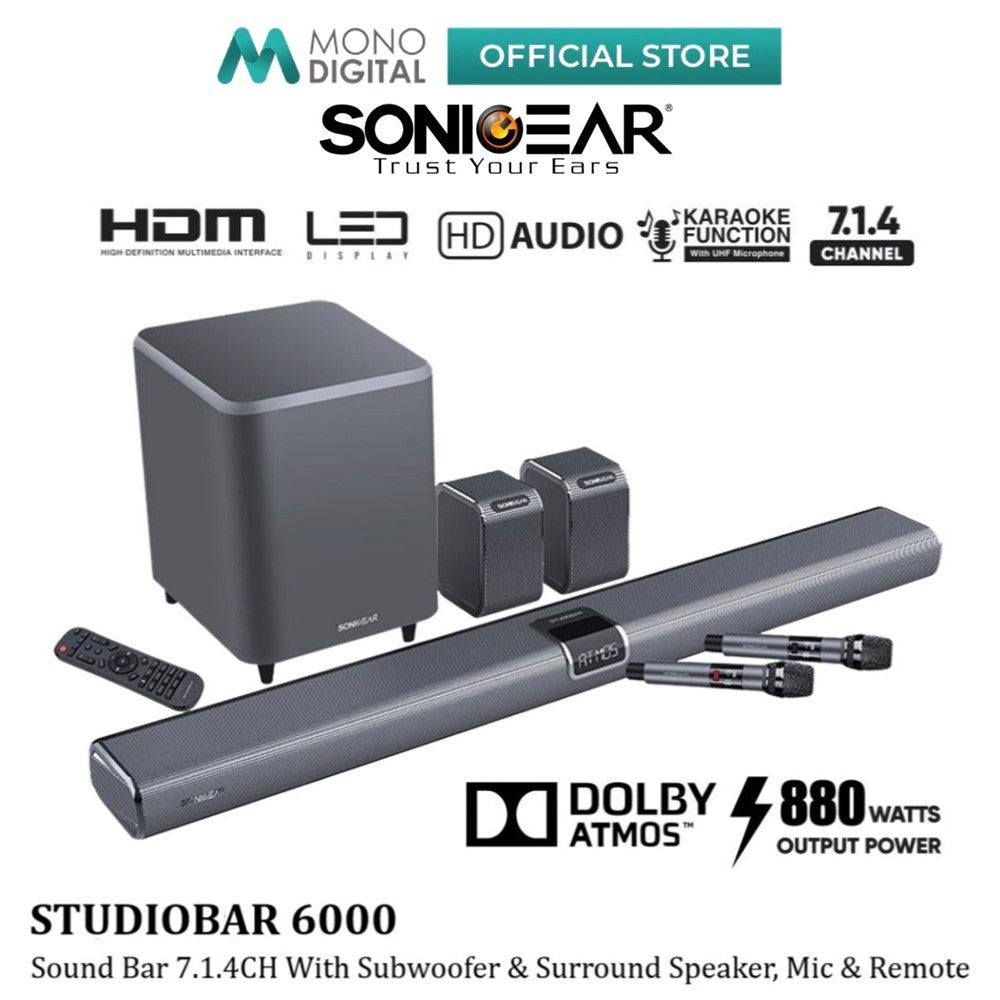 MONO
DIGITAL
OFFICIAL STORE
SONICGEAR®
Trust Your Ears
HDMI
HIGH-DEFINITION MULTIMEDIA INTERFACE
LED
DISPLAY
HD AUDIO
KARAOKE
FUNCTION
With UHF Microphone
7.1.4
CHANNEL
SONICGEAR
SONICGEAR
SONICGEAR
STUDIOBAR
ATMOS
SONICGEAR
DOLBY
ATMOS™
880 WATTS
OUTPUT POWER
STUDIOBAR 6000
Sound Bar 7.1.4CH With Subwoofer & Surround Speaker, Mic & Remote